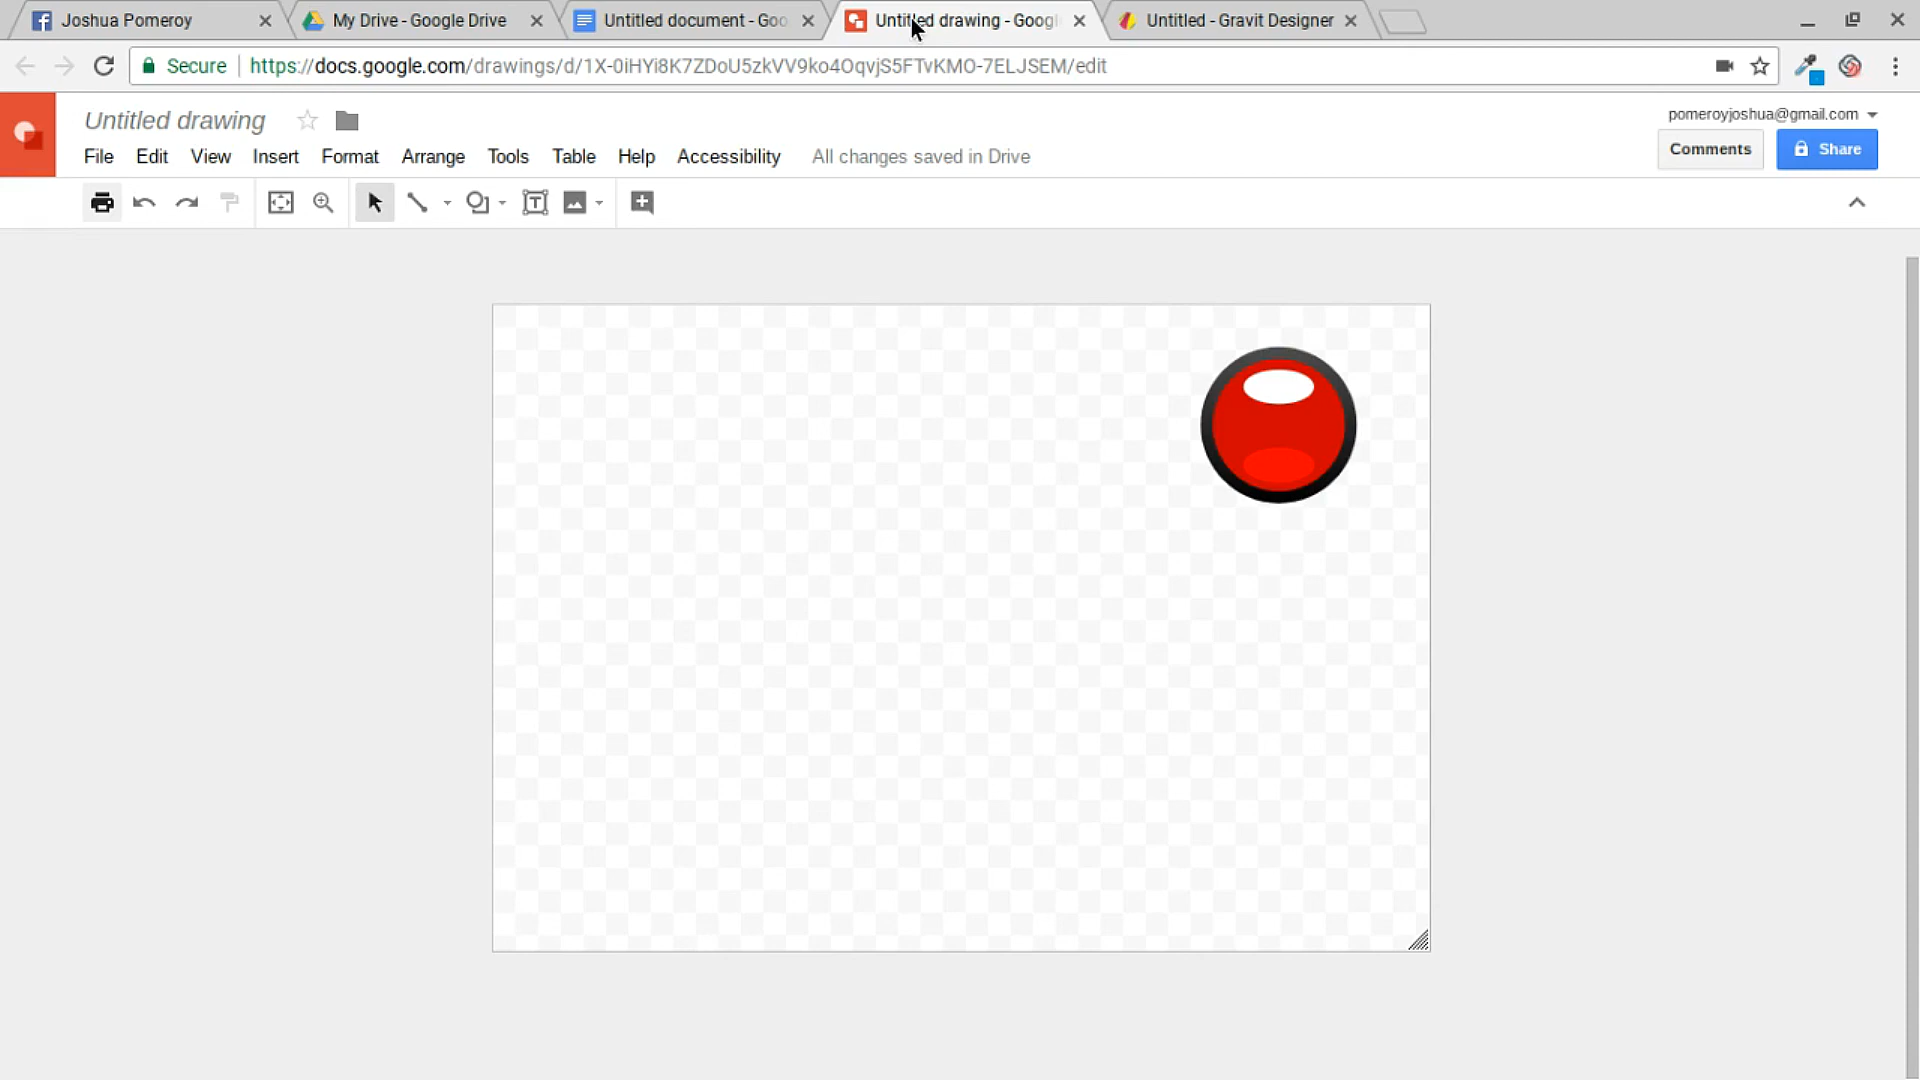 Joshua Pomeroy
My Drive - Google Drive
Untitled document - Goo
Untitled drawing - Googl
Untitled - Gravit Designer
Secure
https://docs.google.com/drawings/d/1X-0iHYi8K7ZDoU5zkVV9ko4OqvjS5FTvKMO-7ELJSEM/edit
Untitled drawing
pomeroyjoshua@gmail.com
File Edit View Insert Format Arrange Tools Table Help Accessibility All changes saved in Drive
Comments
Share